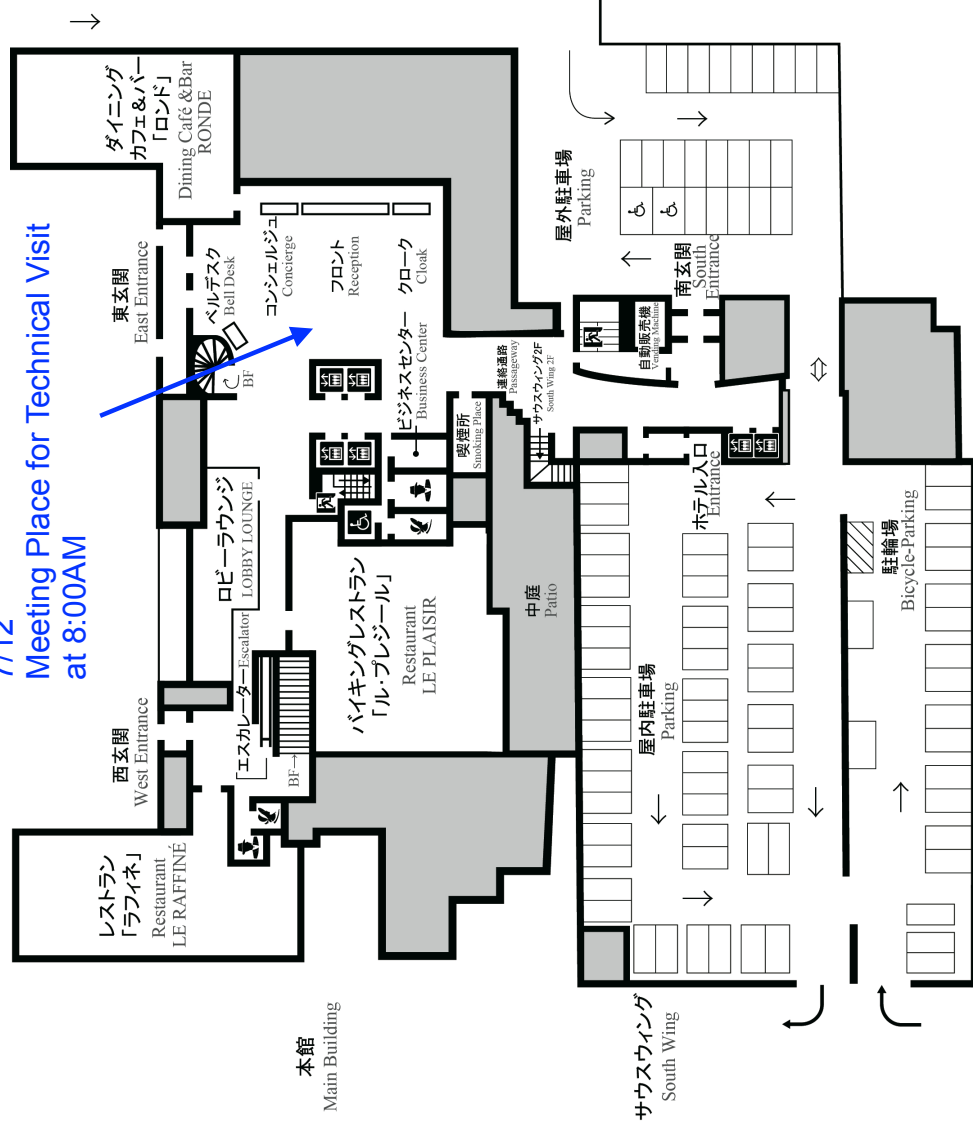 7/12
Meeting Place for Technical Visit
at 8:00AM
ダイニング
カフェ&バー
「ロンド」
Dining Café &Bar
RONDE
東玄関
East Entrance
ベルデスク
Bell Desk
BF
コンシェルジュ
Concierge
フロント
Reception
クローク
Cloak
ビジネスセンター
Business Center
喫煙所
Smoking Place
連絡通路
Passageway
サウスウィング2F
South Wing 2F
ロビーラウンジ
LOBBY LOUNGE
エスカレーター Escalator
BF→
西玄関
West Entrance
レストラン
「ラフィネ」
Restaurant
LE RAFFINÉ
バイキングレストラン
「ル・プレジール」
Restaurant
LE PLAISIR
中庭
Patio
本館
Main Building
屋外駐車場
Parking
南玄関
South
Entrance
自動販売機
Vending Machine
ホテル入口
Entrance
屋内駐車場
Parking
駐輪場
Bicycle-Parking
サウスウィング
South Wing